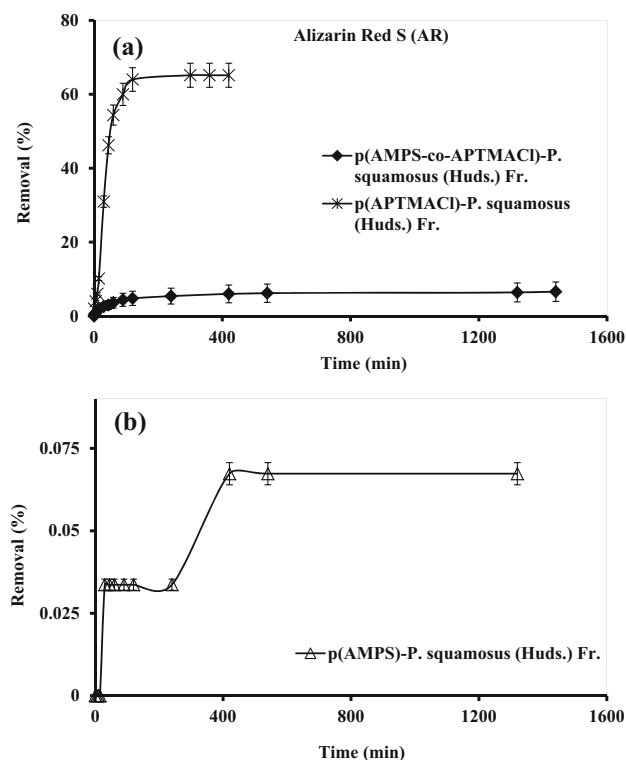 (a)
Alizarin Red S (AR)
80
60
40
20
0
Removal (%)
p(AMPS-co-APTMACl)-P.
squamosus (Huds.) Fr.
p(APTMACl)-P. squamosus
(Huds.) Fr.
0 400 800 1200 1600
Time (min)
(b)
0.075
0.05
0.025
0
Removal (%)
p(AMPS)-P. squamosus (Huds.) Fr.
0 400 800 1200 1600
Time (min)